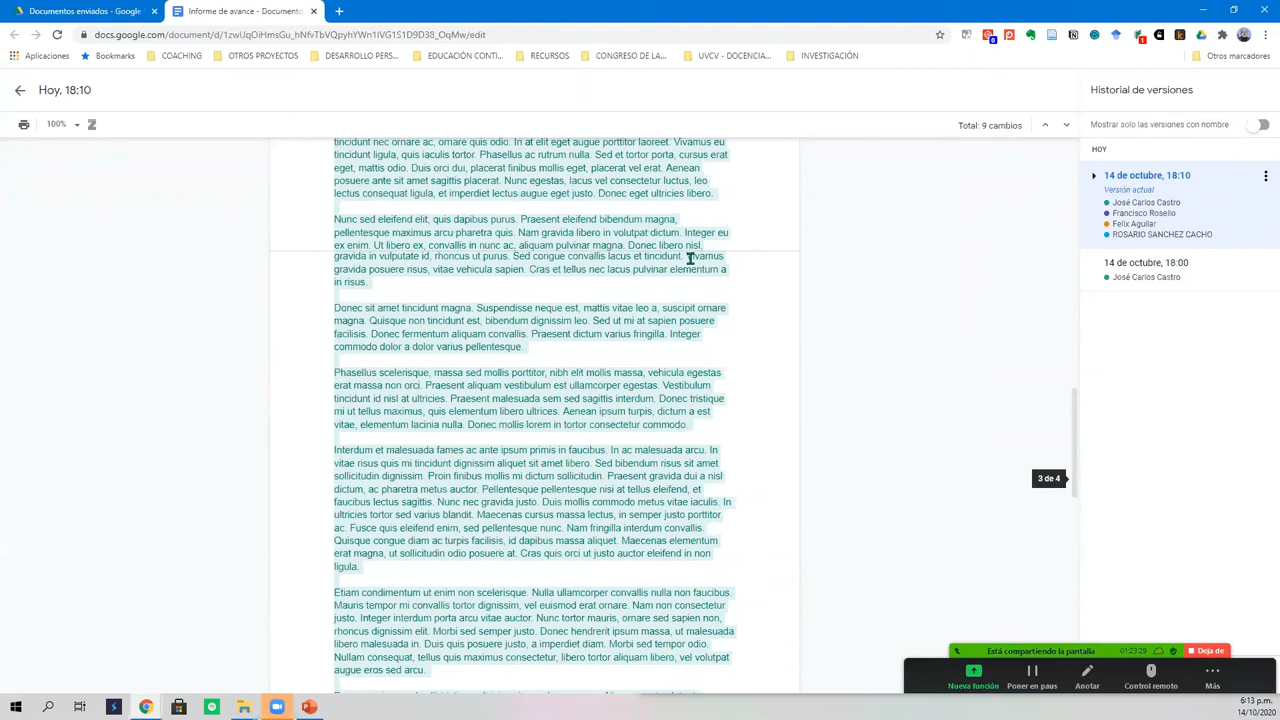 Documentos enviados - Google
Informe de avance - Documento
docs.google.com/document/d/1zwlJqOiHmsGu_hNfvTbVQpyhYWn1IVG1S1D9D38_OqMw/edit
Aplicaciones
Bookmarks
COACHING
OTROS PROYECTOS
DESARROLLO PERS...
EDUCACIÓN CONTI...
RECURSOS
CONGRESO DE LA...
UVCV - DOCENCIA...
INVESTIGACIÓN
Otros marcadores
Hoy, 18:10
Historial de versiones
100%
Total: 9 cambios
Mostrar solo las versiones con nombre
tincidunt nec ornare ac, ornare quis odio. In at elit eget augue porttitor laoreet. Vivamus eu
tincidunt ligula, quis iaculis tortor. Phasellus ac rutrum nulla. Sed et tortor porta, cursus erat
eget, mattis odio. Duis orci dui, placerat finibus mollis eget, placerat vel erat. Aenean
posuere ante sit amet sagittis placerat. Nunc egestas, lacus vel consectetur luctus, leo
lectus consequat ligula, et imperdiet lectus augue eget justo. Donec eget ultricies libero.
Nunc sed eleifend elit, quis dapibus purus. Praesent eleifend bibendum magna,
pellentesque maximus arcu pharetra quis. Nam gravida libero in volutpat dictum. Integer eu
ex enim. Ut libero ex, convallis in nunc ac, aliquam pulvinar magna. Donec libero nisl,
gravida in vulputate id, rhoncus ut purus. Sed congue convallis lacus et tincidunt. Vivamus
gravida posuere risus, vitae vehicula sapien. Cras et tellus nec lacus pulvinar elementum a
in risus.
Donec sit amet tincidunt magna. Suspendisse neque est, mattis vitae leo a, suscipit ornare
magna. Quisque non tincidunt est, bibendum dignissim leo. Sed ut mi at sapien posuere
facilisis. Donec fermentum aliquam convallis. Praesent dictum varius fringilla. Integer
commodo dolor a dolor varius pellentesque.
Phasellus scelerisque, massa sed mollis porttitor, nibh elit mollis massa, vehicula egestas
erat massa non orci. Praesent aliquam vestibulum est ullamcorper egestas. Vestibulum
tincidunt id nisl at ultricies. Praesent malesuada sem sed sagittis interdum. Donec tristique
mi ut tellus maximus, quis elementum libero ultrices. Aenean ipsum turpis, dictum a est
vitae, elementum lacinia nulla. Donec mollis lorem in tortor consectetur commodo.
Interdum et malesuada fames ac ante ipsum primis in faucibus. In ac malesuada arcu. In
vitae risus quis mi tincidunt dignissim aliquet sit amet libero. Sed bibendum risus sit amet
sollicitudin dignissim. Proin finibus mollis mi dictum sollicitudin. Praesent gravida dui a nisl
dictum, ac pharetra metus auctor. Pellentesque pellentesque nisi at tellus eleifend, et
faucibus lectus sagittis. Nunc nec gravida justo. Duis mollis commodo metus vitae iaculis. In
ultricies tortor sed varius blandit. Maecenas cursus massa lectus, in semper justo porttitor
ac. Fusce quis eleifend enim, sed pellentesque nunc. Nam fringilla interdum convallis.
Quisque congue diam ac turpis facilisis, id dapibus massa aliquet. Maecenas elementum
erat magna, ut sollicitudin odio posuere at. Cras quis orci ut justo auctor eleifend in non
ligula.
Etiam condimentum ut enim non scelerisque. Nulla ullamcorper convallis nulla non faucibus.
Mauris tempor mi convallis tortor dignissim, vel euismod erat ornare. Nam non consectetur
justo. Integer interdum porta arcu vitae auctor. Nunc tortor mauris, ornare sed sapien non,
rhoncus dignissim elit. Morbi sed semper justo. Donec hendrerit ipsum massa, ut malesuada
libero malesuada in. Duis quis posuere justo, a imperdiet diam. Morbi sed tempor odio.
Nullam consequat, tellus quis maximus consectetur, libero tortor aliquam libero, vel volutpat
augue eros sed arcu.
3 de 4
HOY
14 de octubre, 18:10
Versión actual
José Carlos Castro
Francisco Rosello
Felix Aguilar
ROSARIO SANCHEZ CACHO
14 de octubre, 18:00
José Carlos Castro
Está compartiendo la pantalla
01:23:29
Deja de
Nueva función
Poner en paus
Anotar
Control remoto
Más
6:13 p.m.
14/10/2020